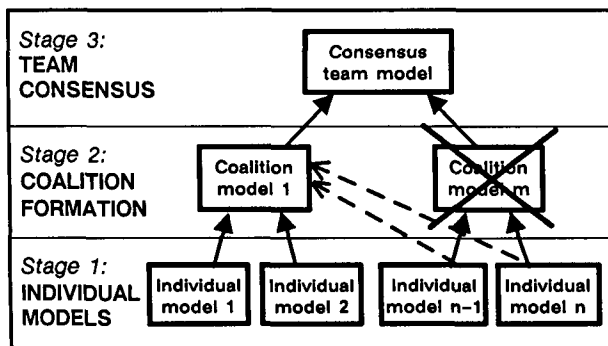 Stage 3:
TEAM
CONSENSUS
Consensus
team model
Stage 2:
COALITION
FORMATION
Coalition
model 1
Coalition
model m
Stage 1:
INDIVIDUAL
MODELS
Individual
model 1
Individual
model 2
Individual
model n-1
Individual
model n